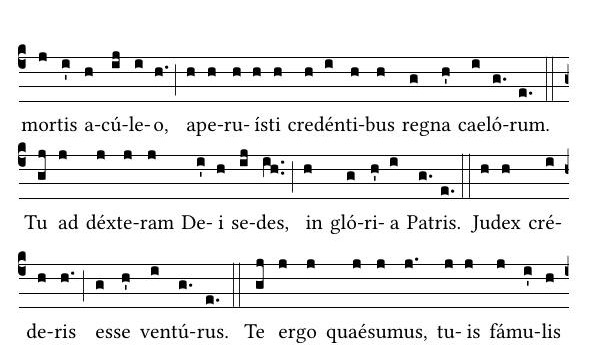 mortis a-cú-le-o, ape-ru-ísti credénti-bus regna caeló-rum.
Tu ad déxte-ram De-i se-des, in gló-ri-a Patris. Judex cré-
de-ris esse ventú-rus. Te ergo quaésumus, tu-is fámu-lis